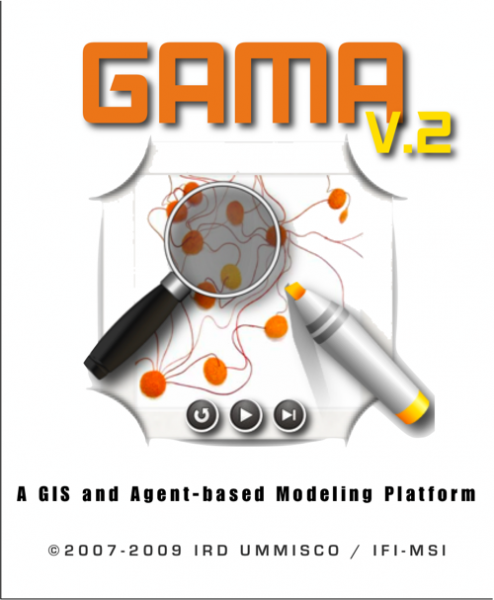 GAMA
V.2
A GIS and Agent-based Modeling Platform
©2007-2009 IRD UMMISCO / IFI-MSI